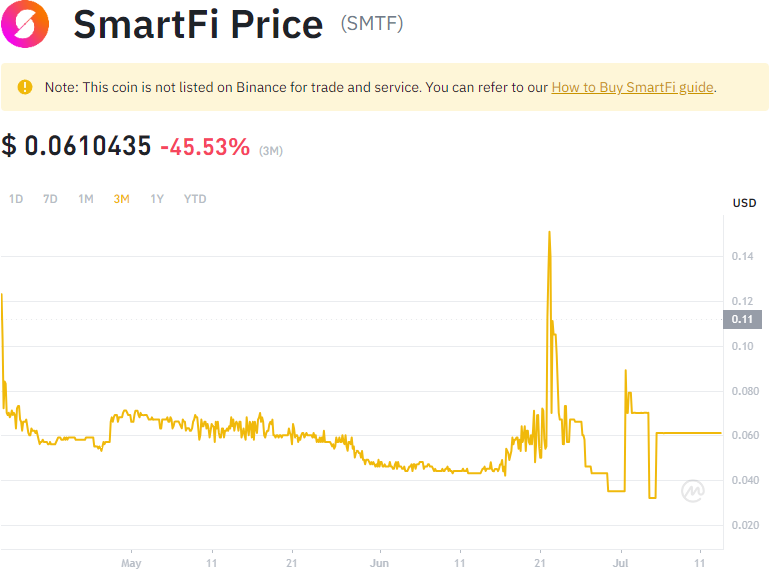 SmartFi Price (SMTF)
Note: This coin is not listed on Binance for trade and service. You can refer to our How to Buy SmartFi guide.
$ 0.0610435 -45.53% (3M)
1D 7D 1M 3M 1Y YTD
USD
0.14
0.12
0.11
0.10
0.080
0.060
0.040
0.020
May 11 21 Jun 11 21 Jul 11